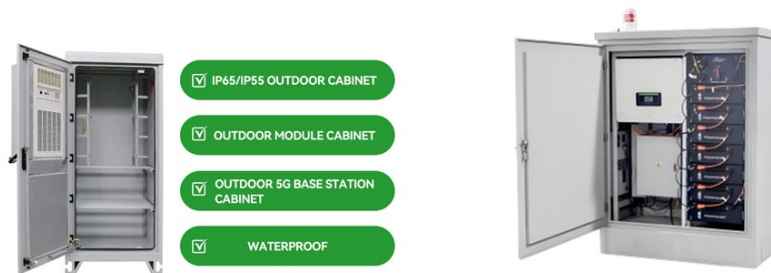 IP65/IP55 OUTDOOR CABINET
OUTDOOR MODULE CABINET
OUTDOOR 5G BASE STATION
CABINET
WATERPROOF